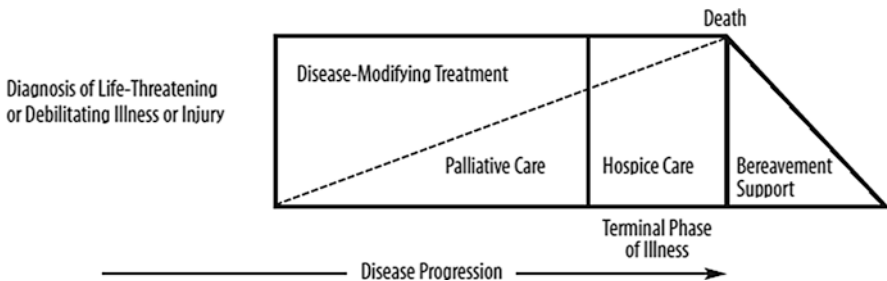 Death
Diagnosis of Life-Threatening
or Debilitating Illness or Injury
Disease-Modifying Treatment
Palliative Care
Hospice Care
Bereavement
Support
Terminal Phase
of Illness
Disease Progression